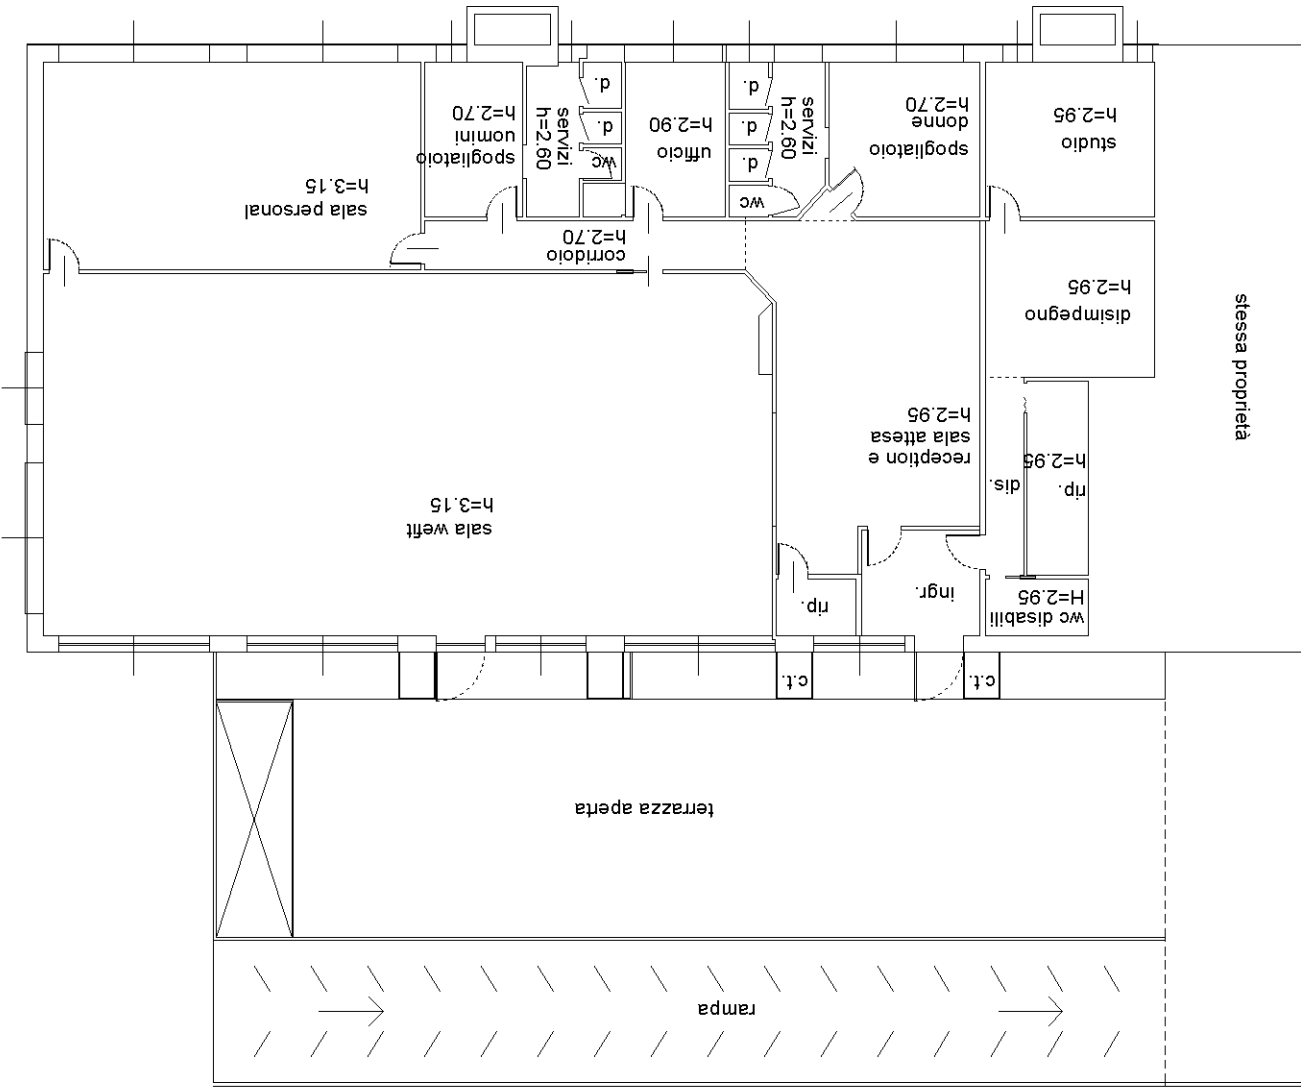 rampa
terrazza aperta
c.t.
c.t.
wc disabili
H=2.95
rip.
ingr.
sala wefit
h=3.15
dis.
rip.
h=2.95
reception e
sala attesa
h=2.95
disimpegno
h=2.95
stessa proprietà
corridoio
h=2.70
sala personal
h=3.15
spogliatoio
uomini
h=2.70
servizi
h=2.60
wc
d.
d.
ufficio
h=2.90
wc
d.
d.
d.
servizi
h=2.60
spogliatoio
donne
h=2.70
studio
h=2.95